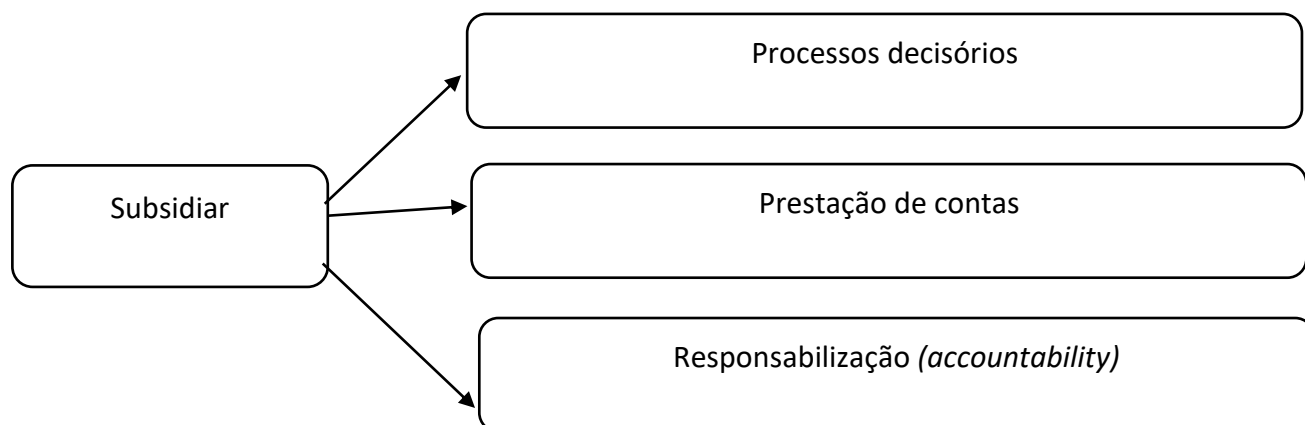 Processos decisórios
Subsidiar
Prestação de contas
Responsabilização (accountability)